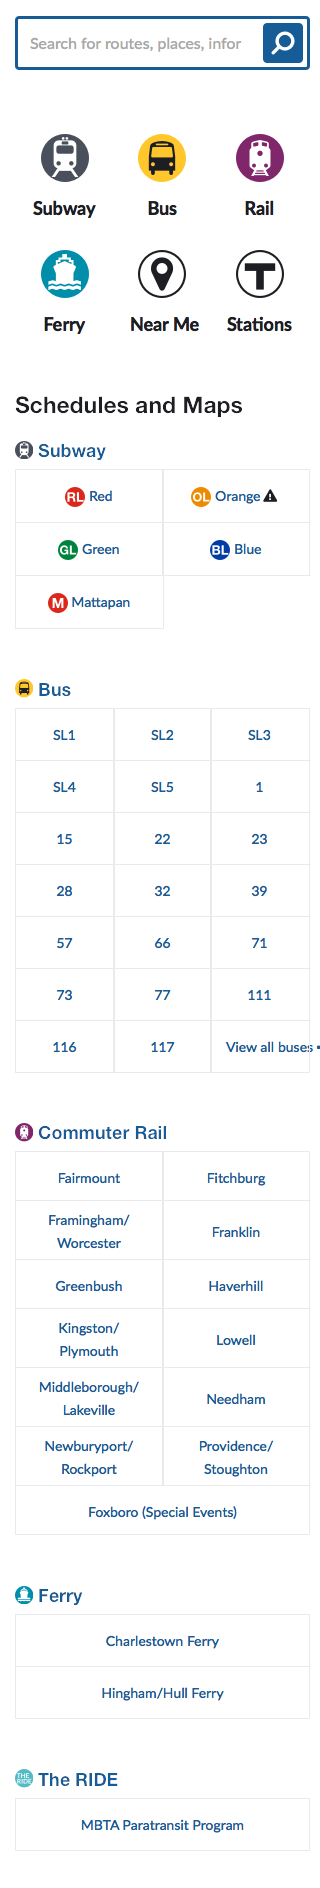 Search for routes, places, infor
Subway
Bus
Rail
Ferry
Near Me
T
Stations
Schedules and Maps
Subway
RL Red
OL Orange
GL Green
BL Blue
M Mattapan
Bus
SL1
SL2
SL3
SL4
SL5
1
15
22
23
28
32
39
57
66
71
73
77
111
116
117
View all buses
Commuter Rail
Fairmount
Fitchburg
Framingham/
Worcester
Franklin
Greenbush
Haverhill
Kingston/
Plymouth
Lowell
Middleborough/
Lakeville
Needham
Newburyport/
Rockport
Providence/
Stoughton
Foxboro (Special Events)
Ferry
Charlestown Ferry
Hingham/Hull Ferry
THE
RIDE
The RIDE
MBTA Paratransit Program